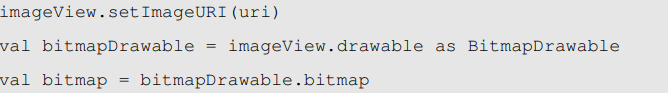 imageView.setImageURI(uri)
val bitmapDrawable = imageView.drawable as BitmapDrawable
val bitmap = bitmapDrawable.bitmap